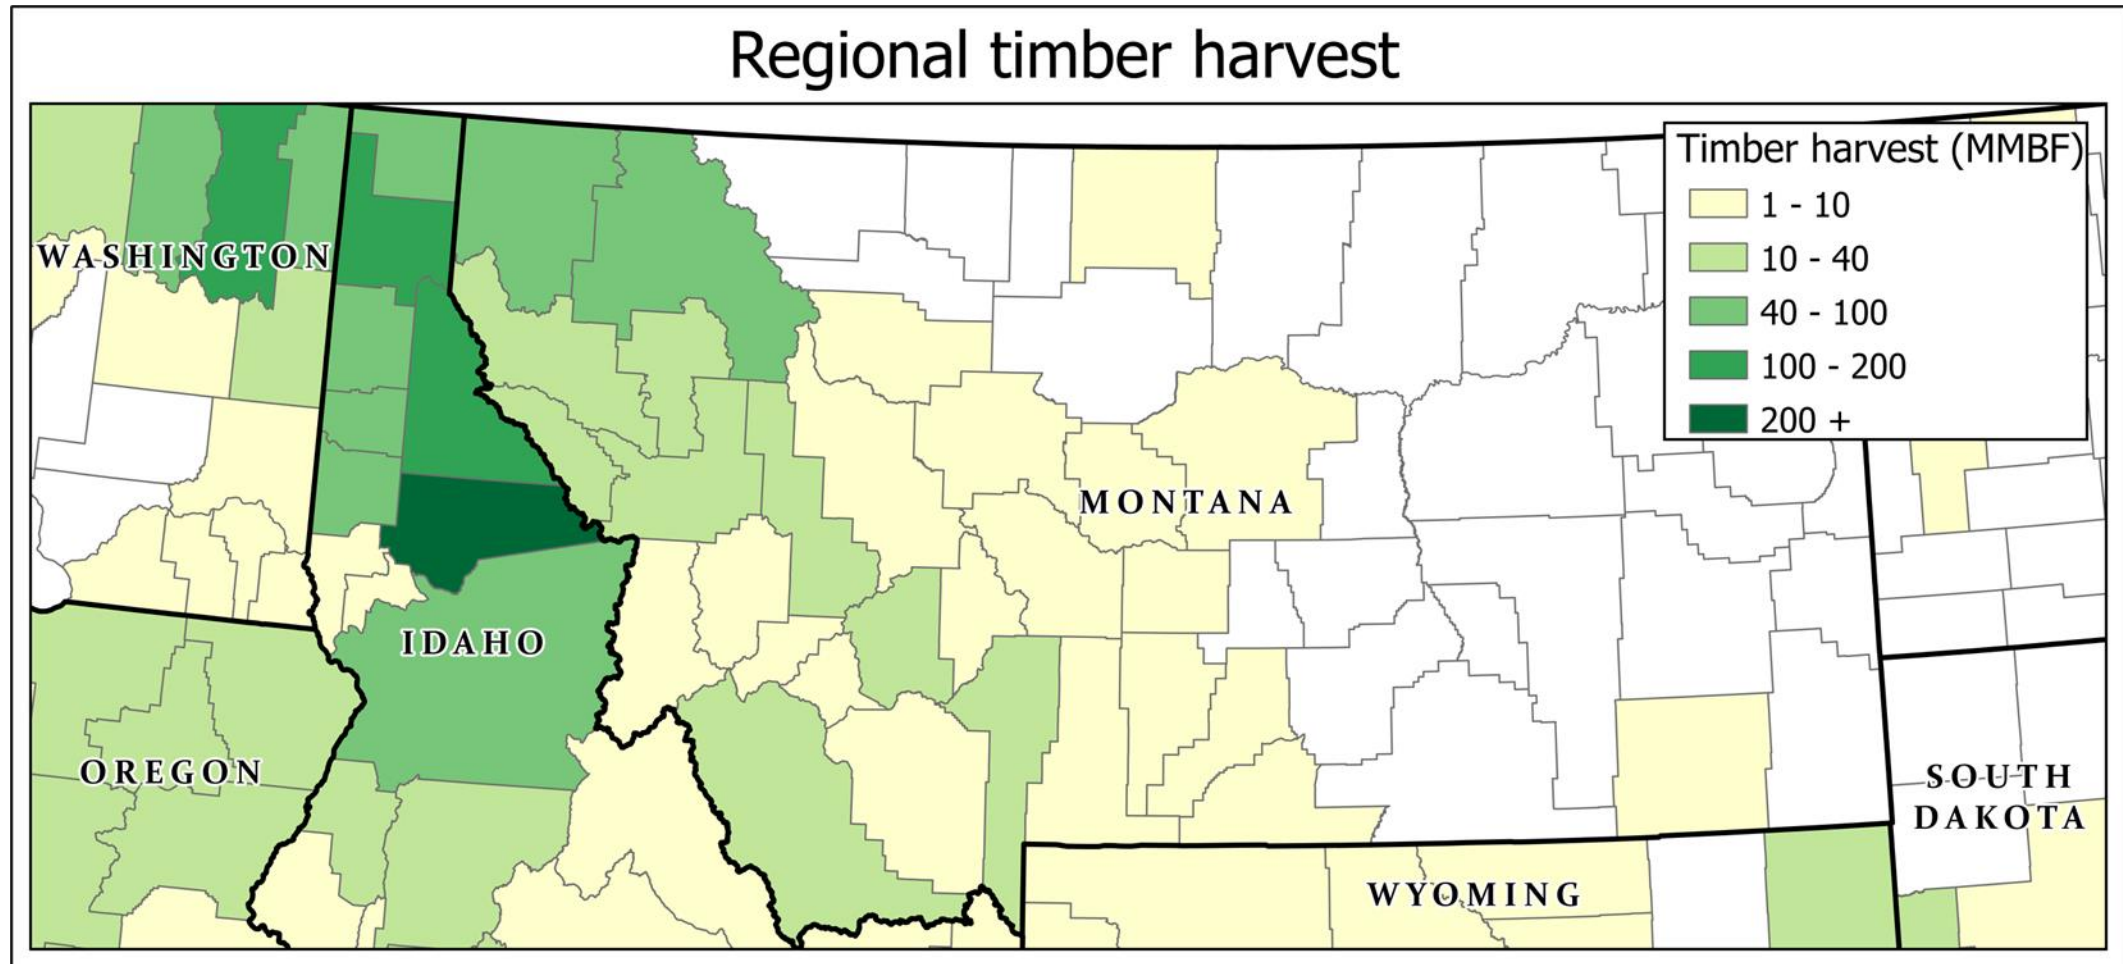 Regional timber harvest
Timber harvest (MMBF)
1 - 10
10 - 40
40 - 100
100 - 200
200 +
WASHINGTON
MONTANA
IDAHO
OREGON
SOUTH
DAKOTA
WYOMING